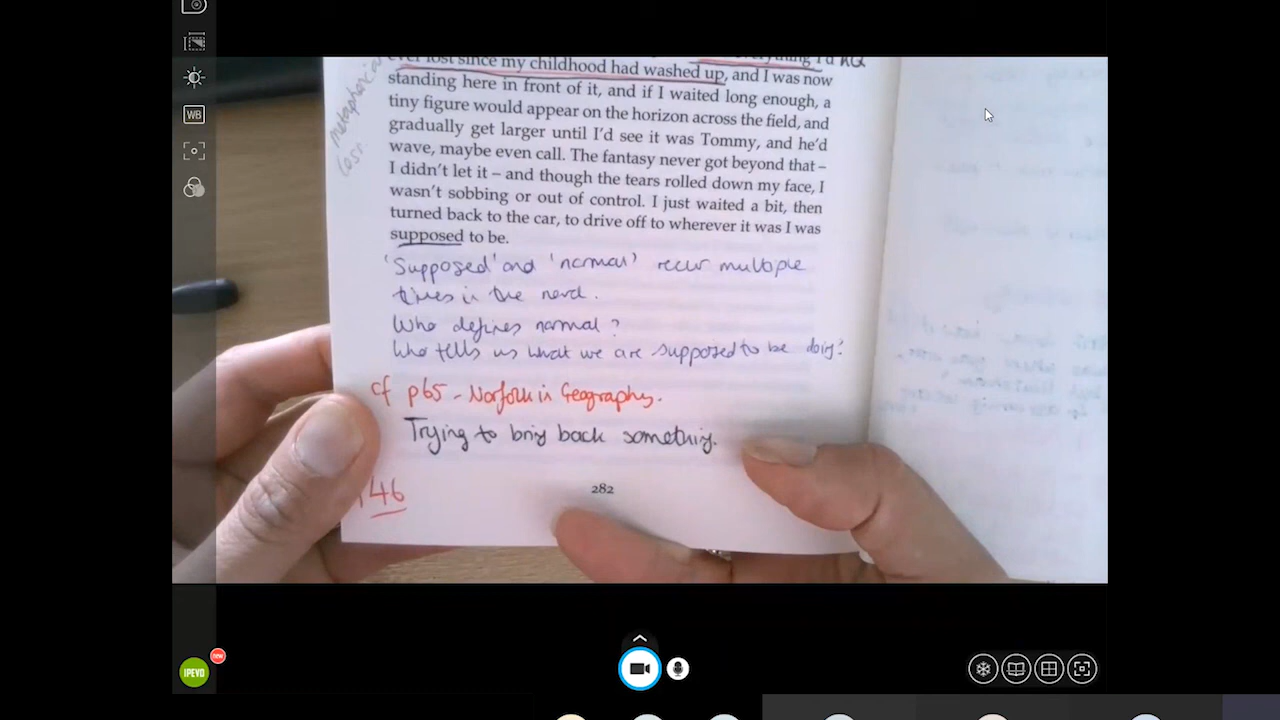 ever lost since my childhood had washed up, and I was now
standing here in front of it, and if I waited long enough, a
tiny figure would appear on the horizon across the field, and
gradually get larger until I'd see it was Tommy, and he'd
wave, maybe even call. The fantasy never got beyond that –
I didn't let it – and though the tears rolled down my face, I
wasn't sobbing or out of control. I just waited a bit, then
turned back to the car, to drive off to wherever it was I was
supposed to be.
'Supposed' and 'normal' recur multiple
times in the novel.
Who defines normal?
Who tells us what we are supposed to be doing?
cf p65 - Norfolk in Geography.
Trying to bring back something.
146
282
WB
IPEVO
new